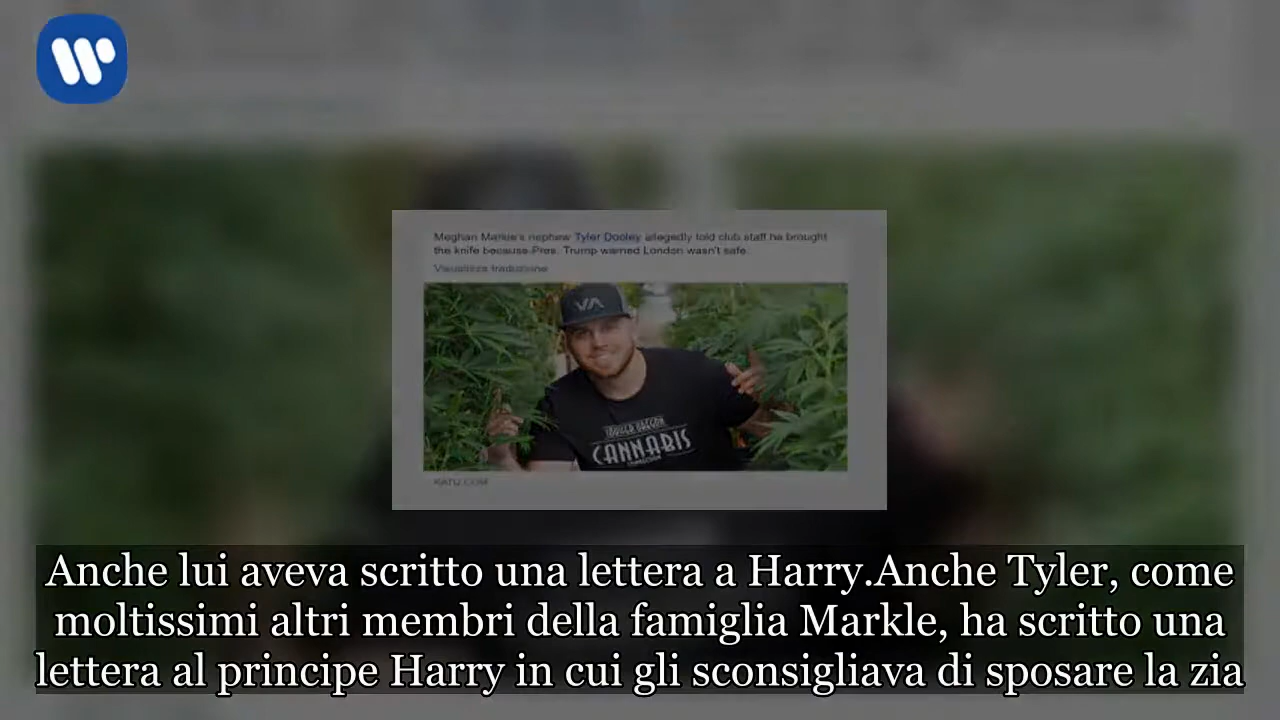 Meghan Markle's nephew Tyler Dooley allegedly told club staff he brought
the knife because Pres. Trump warned London wasn't safe.
Visualizza traduzione
VA
CANNABIS
KATU.COM
Anche lui aveva scritto una lettera a Harry.Anche Tyler, come
moltissimi altri membri della famiglia Markle, ha scritto una
lettera al principe Harry in cui gli sconsigliava di sposare la zia